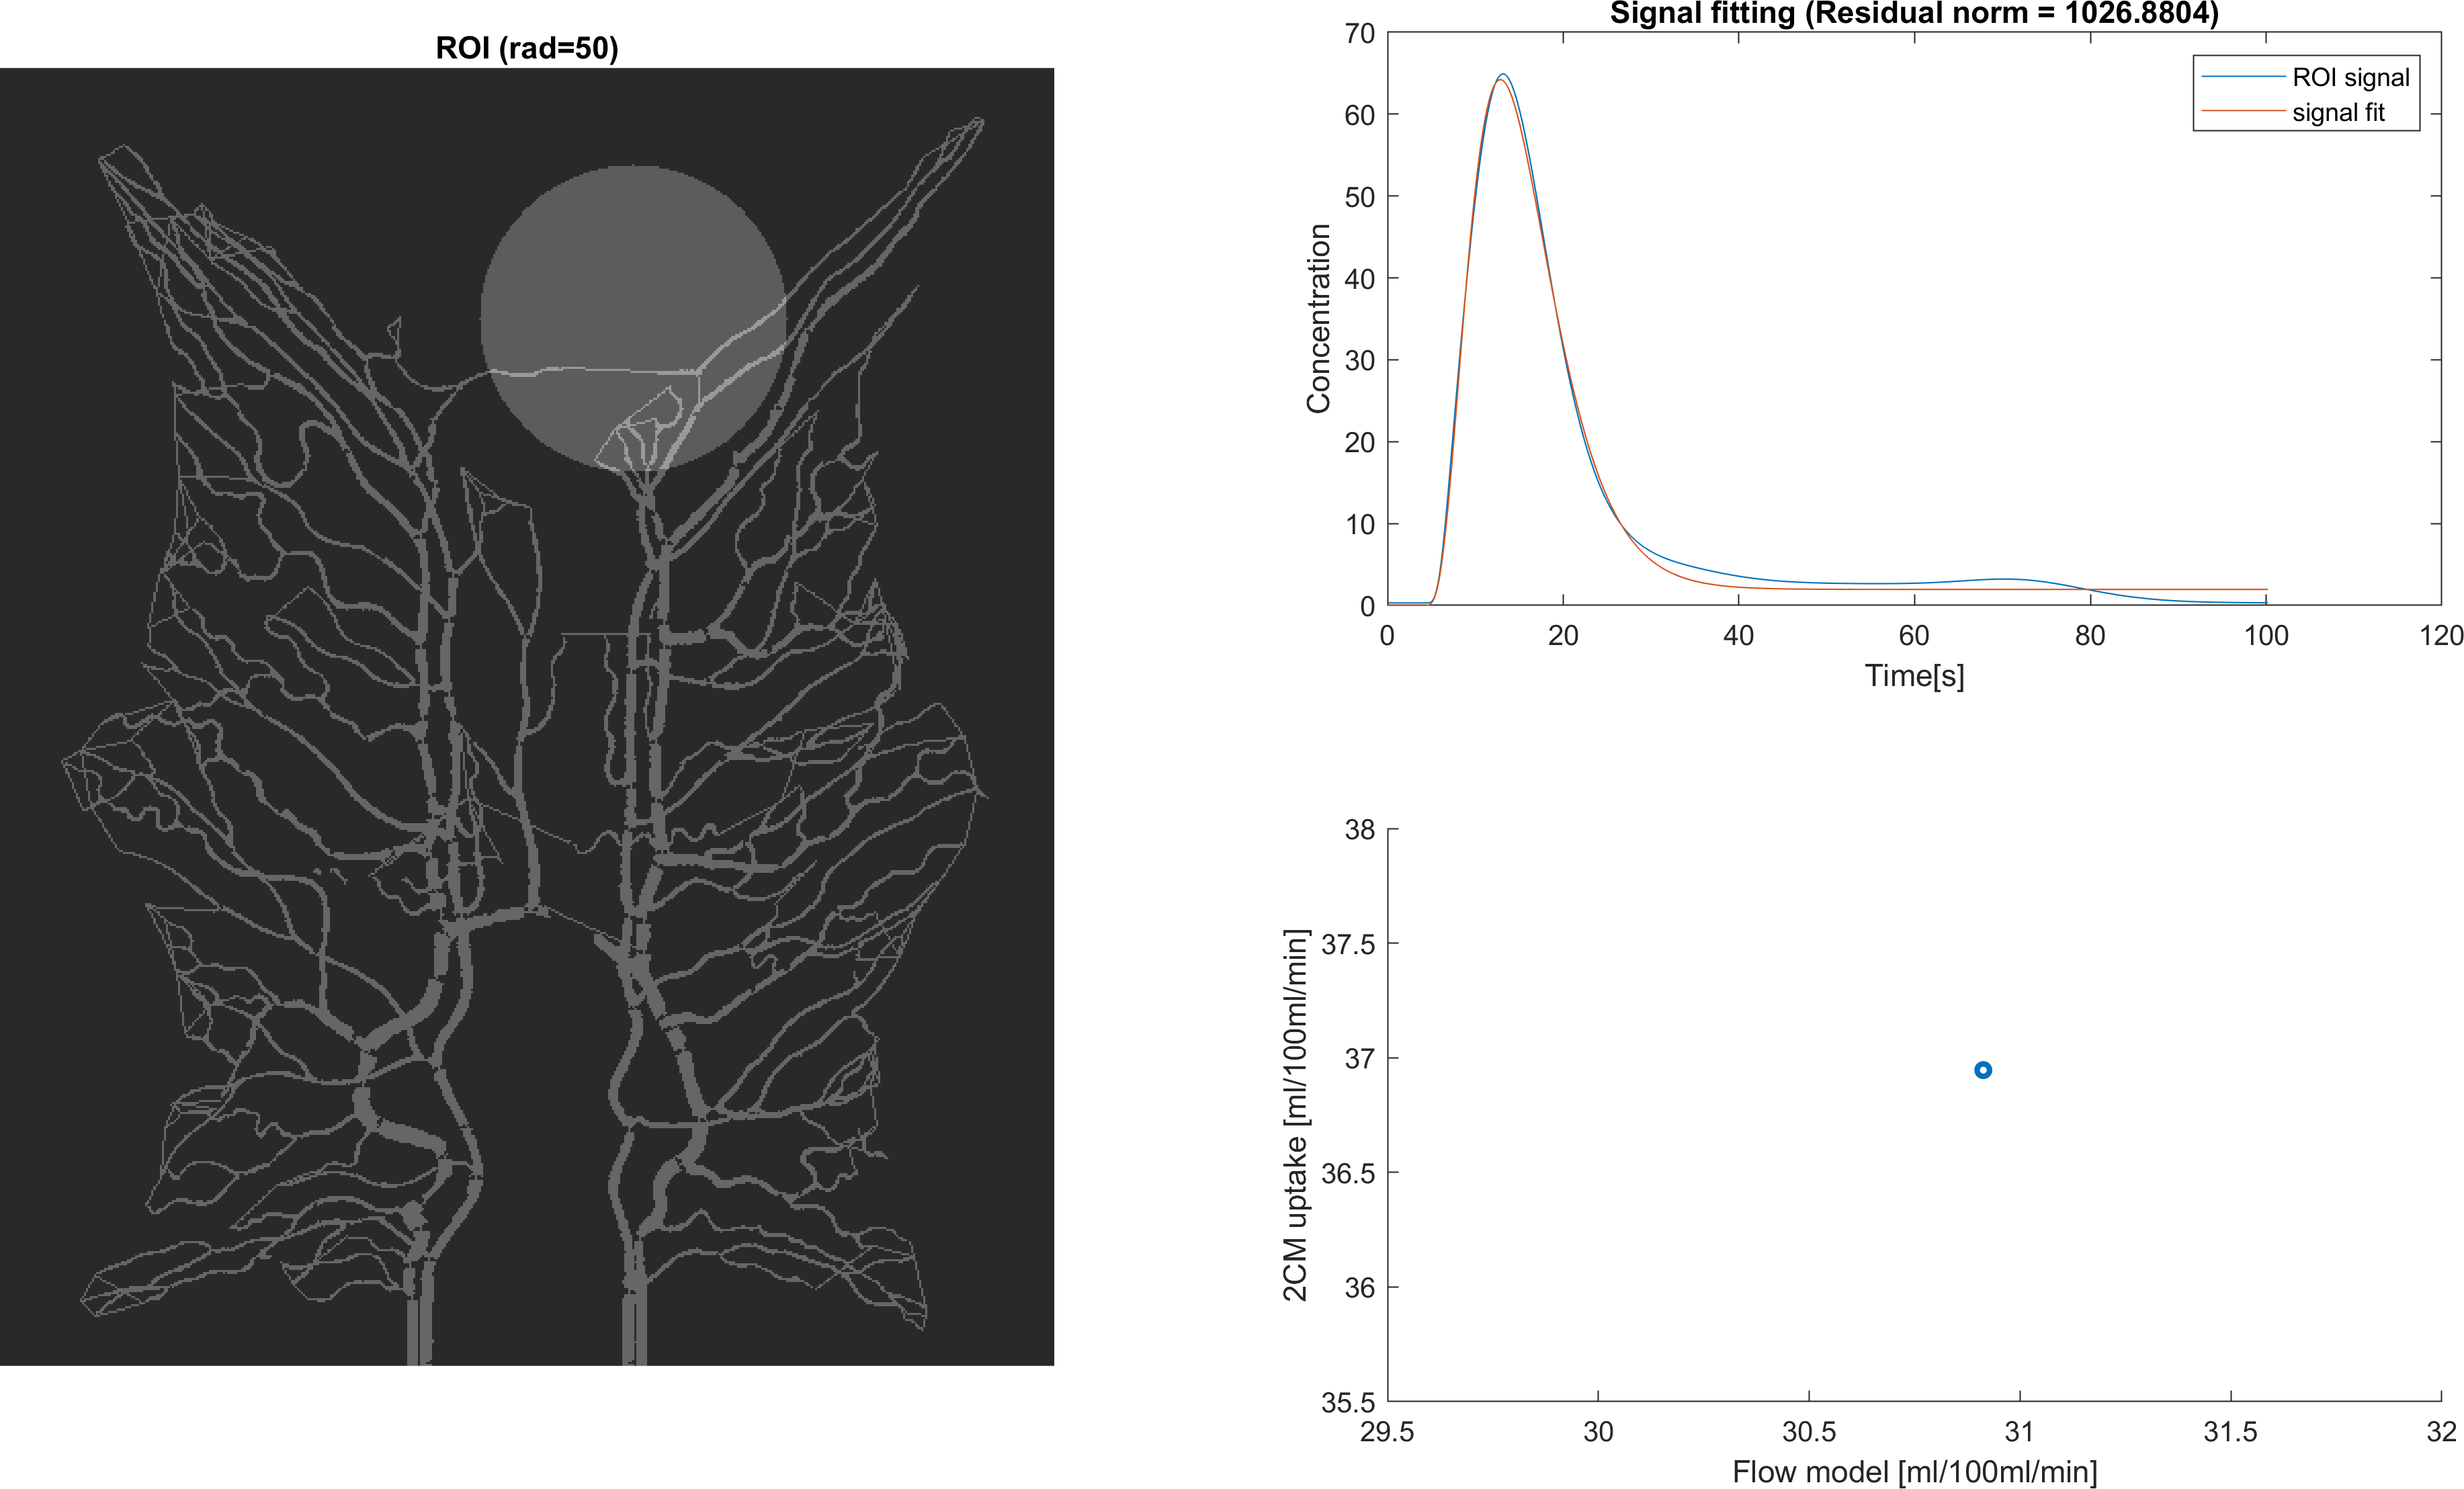 ROI (rad=50)
Signal fitting (Residual norm = 1026.8804)
70
60
50
40
30
20
10
0
Concentration
ROI signal
signal fit
0 20 40 60 80 100 120
Time[s]
38
37.5
37
36.5
36
35.5
2CM uptake [ml/100ml/min]
29.5 30 30.5 31 31.5 32
Flow model [ml/100ml/min]